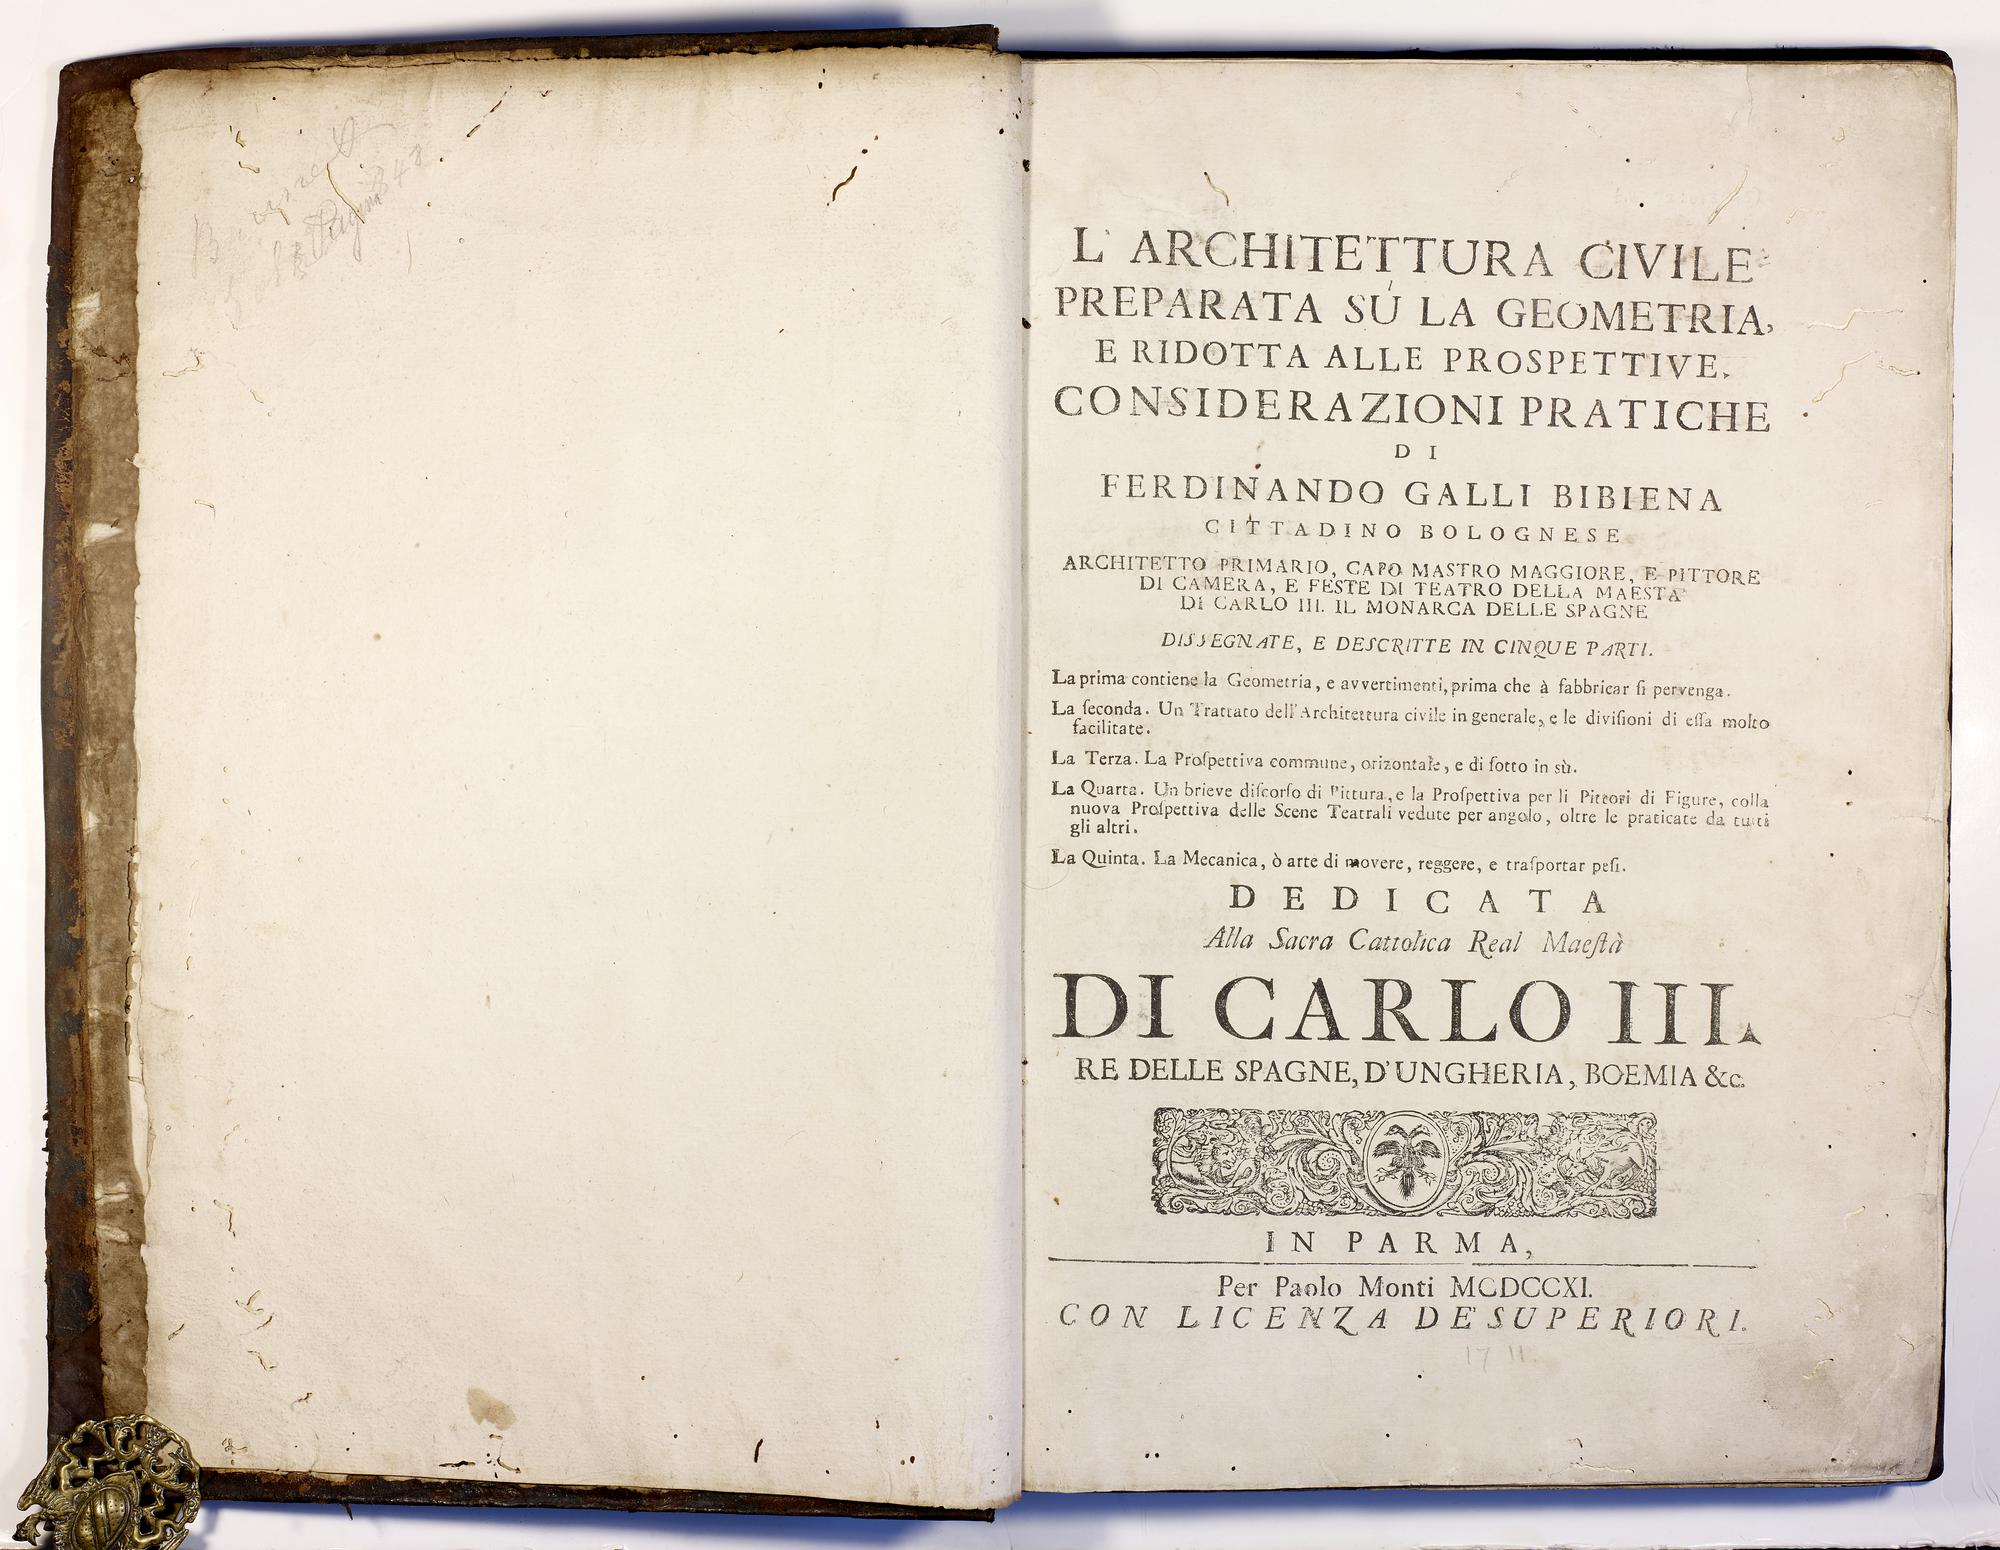 L' ARCHITETTURA CIVILE
PREPARATA SÙ LA GEOMETRIA,
E RIDOTTA ALLE PROSPETTIVE.
CONSIDERAZIONI PRATICHE
DI
FERDINANDO GALLI BIBIENA
CITTADINO BOLOGNESE
ARCHITETTO PRIMARIO, CAPO MASTRO MAGGIORE, E PITTORE
DI CAMERA, E FESTE DI TEATRO DELLA MAESTA'
DI CARLO III. IL MONARCA DELLE SPAGNE
DISSEGNATE, E DESCRITTE IN CINQUE PARTI.
La prima contiene la Geometria, e avvertimenti, prima che à fabbricar ſi pervenga.
La ſeconda. Un Trattato dell'Architettura civile in generale, e le diviſioni di eſſa molto
facilitate.
La Terza. La Proſpettiva commune, orizontale, e di ſotto in sù.
La Quarta. Un brieve diſcorſo di Pittura, e la Proſpettiva per li Pittori di Figure, colla
nuova Proſpettiva delle Scene Teatrali vedute per angolo, oltre le praticate da tutti
gli altri.
La Quinta. La Mecanica, ò arte di movere, reggere, e traſportar peſi.
DEDICATA
Alla Sacra Cattolica Real Maeſtà
DI CARLO III.
RE DELLE SPAGNE, D'UNGHERIA, BOEMIA &c.
IN PARMA,
Per Paolo Monti MCDCCXI.
CON LICENZA DE' SUPERIORI.
17 11